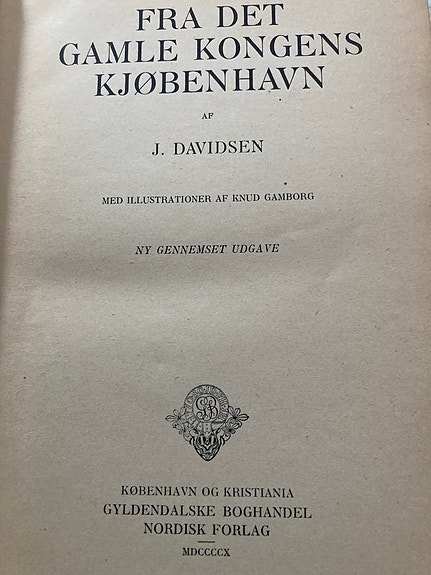 FRA DET
GAMLE KONGENS
KJØBENHAVN
AF
J. DAVIDSEN
MED ILLUSTRATIONER AF KNUD GAMBORG
NY GENNEMSET UDGAVE
KØBENHAVN OG KRISTIANIA
GYLDENDALSKE BOGHANDEL
NORDISK FORLAG
MDCCCCX